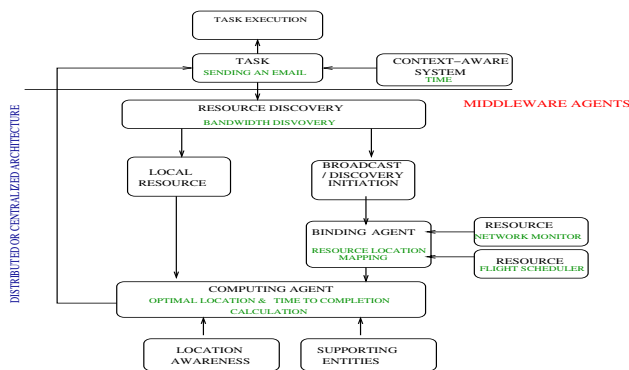 TASK EXECUTION
TASK
SENDING AN EMAIL
CONTEXT-AWARE
SYSTEM
TIME
MIDDLEWARE AGENTS
RESOURCE DISCOVERY
BANDWIDTH DISVOVERY
LOCAL
RESOURCE
BROADCAST
/ DISCOVERY
INITIATION
BINDING AGENT
RESOURCE LOCATION
MAPPING
RESOURCE
NETWORK MONITOR
RESOURCE
FLIGHT SCHEDULER
COMPUTING AGENT
OPTIMAL LOCATION & TIME TO COMPLETION
CALCULATION
LOCATION
AWARENESS
SUPPORTING
ENTITIES
DISTRIBUTED OR CENTRALIZED ARCHITECTURE